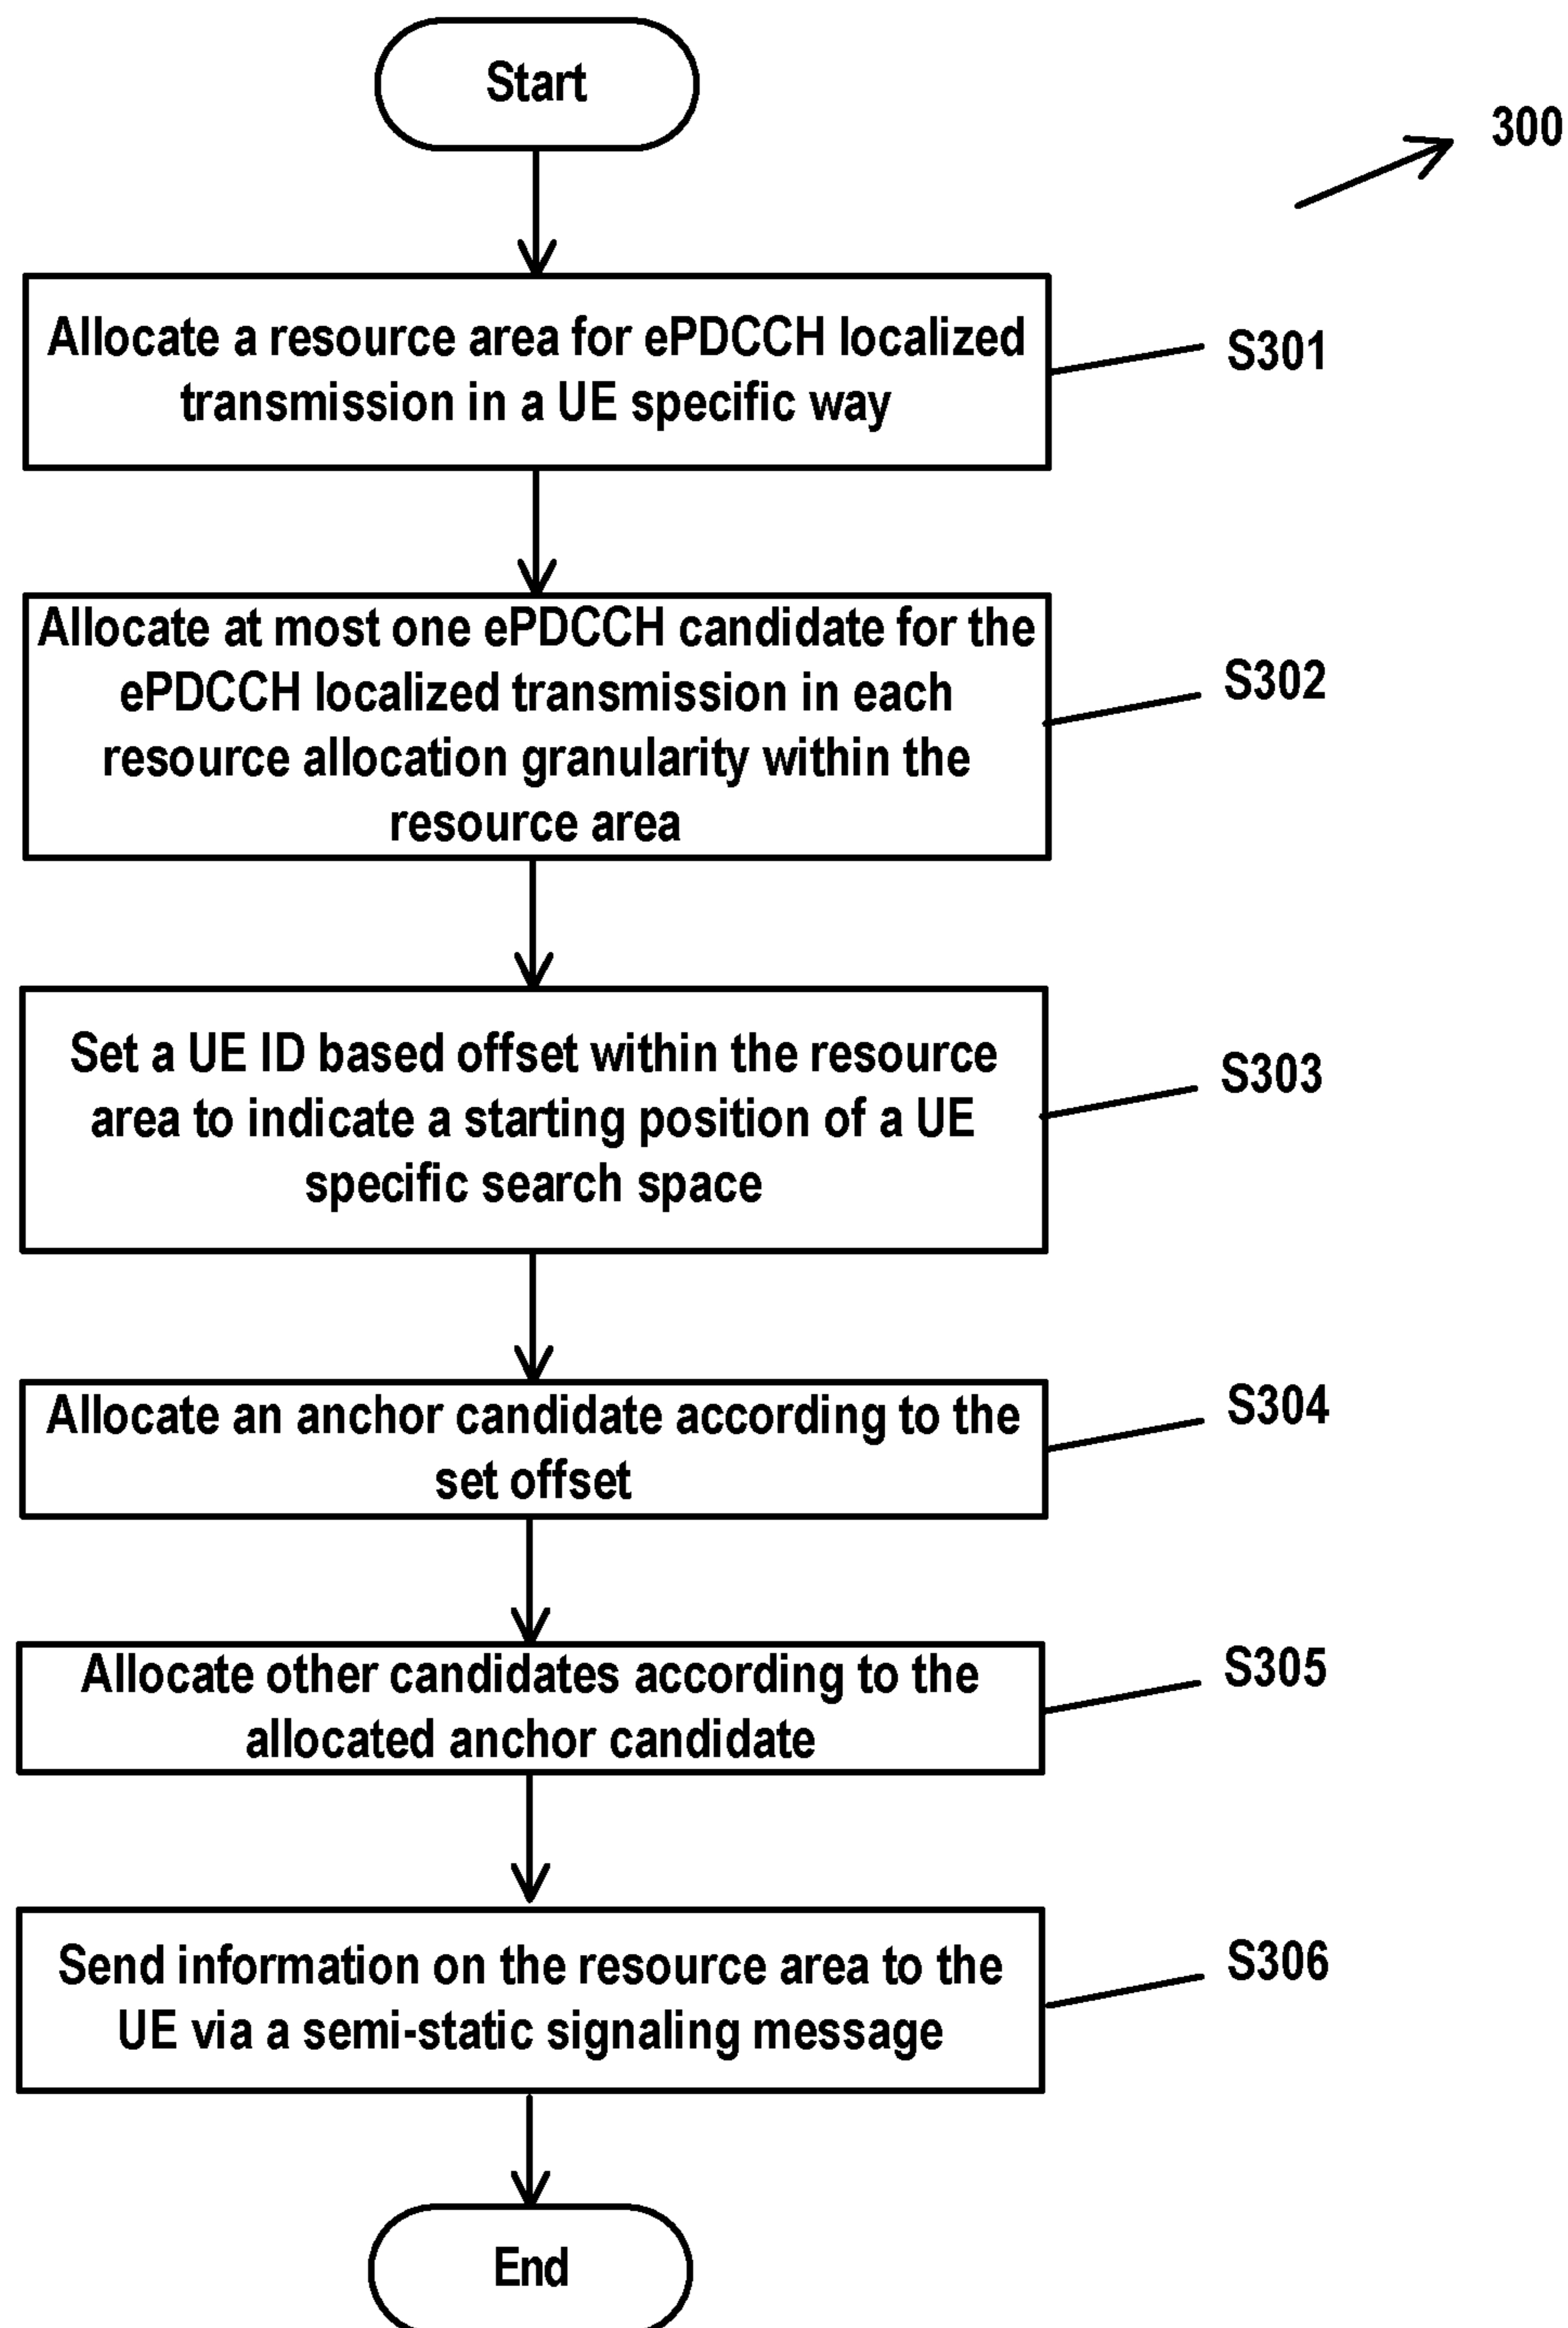 Start
300
Allocate a resource area for ePDCCH localized
transmission in a UE specific way
S301
Allocate at most one ePDCCH candidate for the
ePDCCH localized transmission in each
resource allocation granularity within the
resource area
S302
Set a UE ID based offset within the resource
area to indicate a starting position of a UE
specific search space
S303
Allocate an anchor candidate according to the
set offset
S304
Allocate other candidates according to the
allocated anchor candidate
S305
Send information on the resource area to the
UE via a semi-static signaling message
S306
End